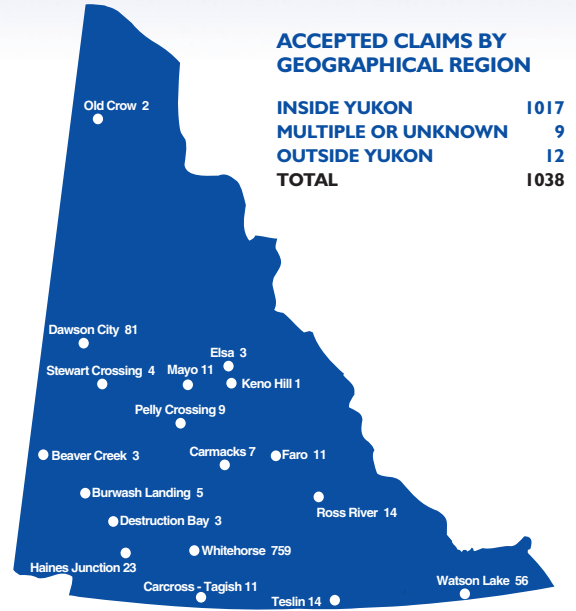 ACCEPTED CLAIMS BY
GEOGRAPHICAL REGION
INSIDE YUKON 1017
MULTIPLE OR UNKNOWN 9
OUTSIDE YUKON 12
TOTAL 1038
Old Crow 2
Dawson City 81
Elsa 3
Stewart Crossing 4
Mayo 11
Keno Hill 1
Pelly Crossing 9
Beaver Creek 3
Carmacks 7
Faro 11
Burwash Landing 5
Ross River 14
Destruction Bay 3
Haines Junction 23
Whitehorse 759
Carcross - Tagish 11
Teslin 14
Watson Lake 56